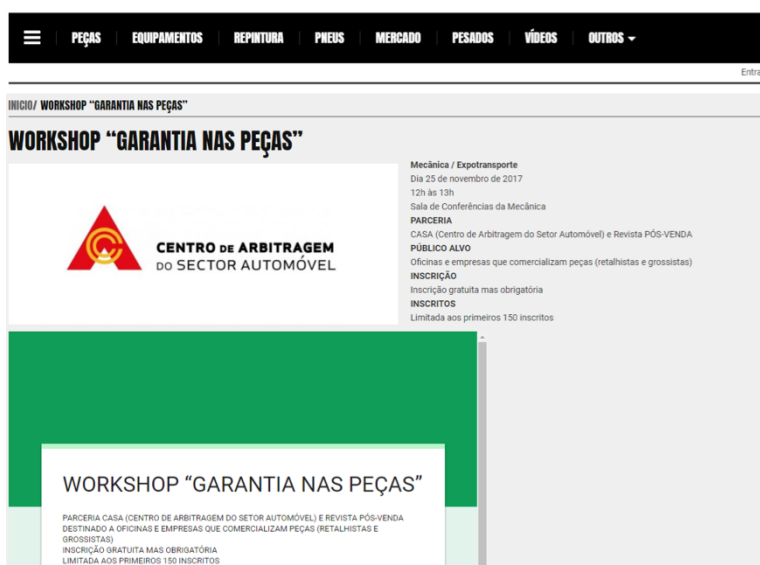 PEÇAS EQUIPAMENTOS REPINTURA PNEUS MERCADO PESADOS VÍDEOS OUTROS
Entra
INICIO/ WORKSHOP “GARANTIA NAS PEÇAS”
WORKSHOP “GARANTIA NAS PEÇAS”
CENTRO DE ARBITRAGEM
DO SECTOR AUTOMÓVEL
Mecânica / Expotransporte
Dia 25 de novembro de 2017
12h às 13h
Sala de Conferências da Mecânica
PARCERIA
CASA (Centro de Arbitragem do Setor Automóvel) e Revista PÓS-VENDA
PÚBLICO ALVO
Oficinas e empresas que comercializam peças (retalhistas e grossistas)
INSCRIÇÃO
Inscrição gratuita mas obrigatória
INSCRITOS
Limitada aos primeiros 150 inscritos
WORKSHOP “GARANTIA NAS PEÇAS”
PARCERIA CASA (CENTRO DE ARBITRAGEM DO SETOR AUTOMÓVEL) E REVISTA PÓS-VENDA
DESTINADO A OFICINAS E EMPRESAS QUE COMERCIALIZAM PEÇAS (RETALHISTAS E
GROSSISTAS)
INSCRIÇÃO GRATUITA MAS OBRIGATÓRIA
LIMITADA AOS PRIMEIROS 150 INSCRITOS